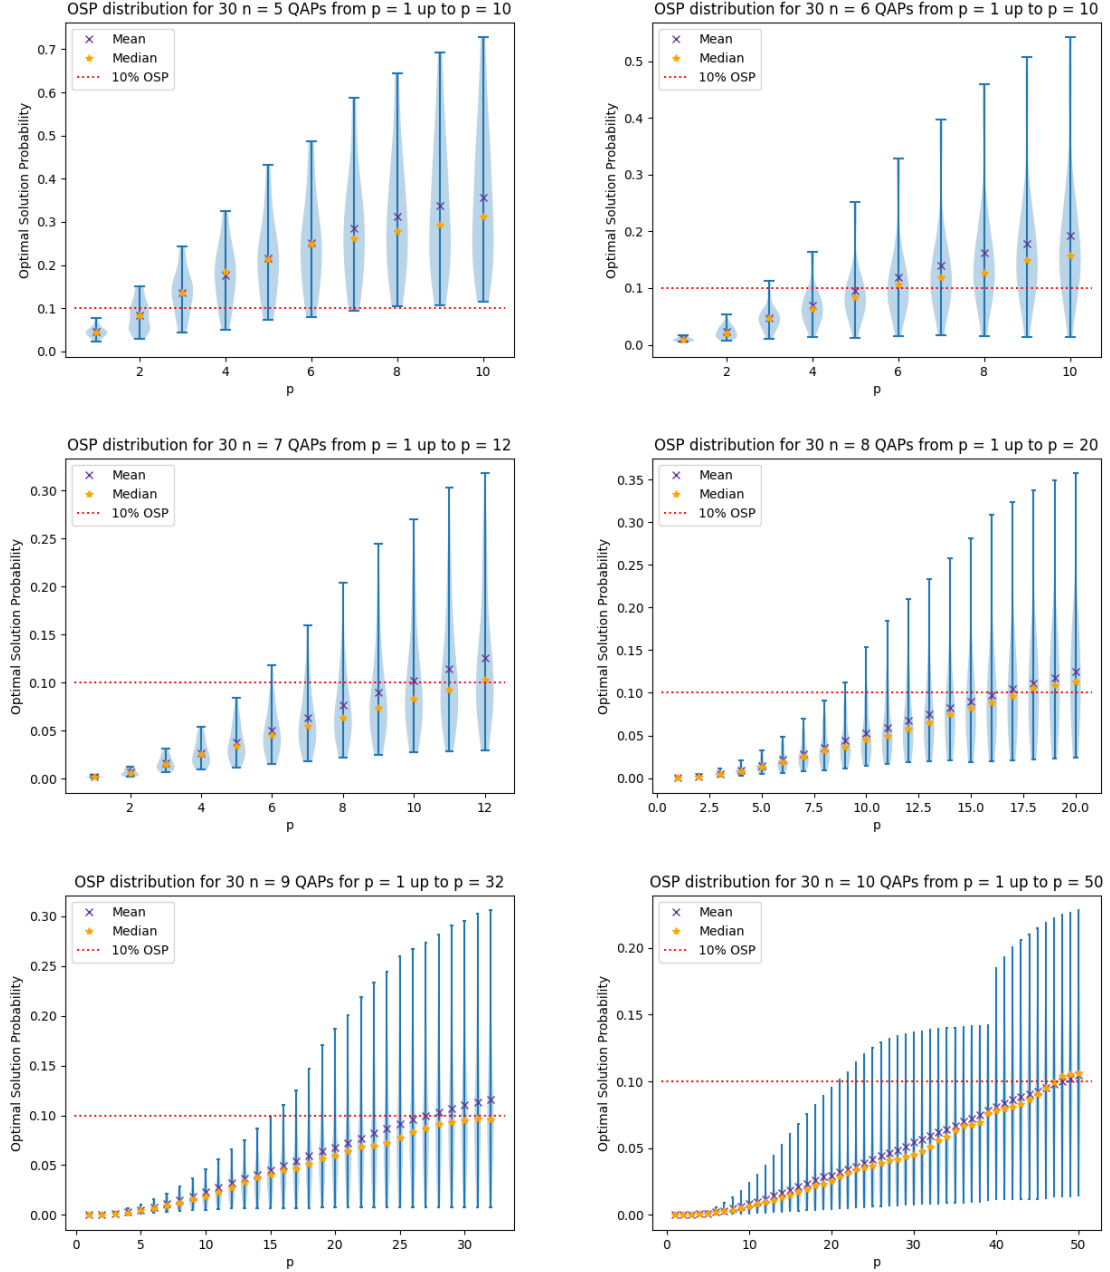 OSP distribution for 30 n = 5 QAPs from p = 1 up to p = 10
Mean
Median
10% OSP
Optimal Solution Probability
0.7
0.6
0.5
0.4
0.3
0.2
0.1
0.0
2
4
6
8
10
p
OSP distribution for 30 n = 6 QAPs from p = 1 up to p = 10
Mean
Median
10% OSP
Optimal Solution Probability
0.5
0.4
0.3
0.2
0.1
0.0
2
4
6
8
10
p
OSP distribution for 30 n = 7 QAPs from p = 1 up to p = 12
Mean
Median
10% OSP
Optimal Solution Probability
0.30
0.25
0.20
0.15
0.10
0.05
0.00
2
4
6
8
10
12
p
OSP distribution for 30 n = 8 QAPs from p = 1 up to p = 20
Mean
Median
10% OSP
Optimal Solution Probability
0.35
0.30
0.25
0.20
0.15
0.10
0.05
0.00
0.0
2.5
5.0
7.5
10.0
12.5
15.0
17.5
20.0
p
OSP distribution for 30 n = 9 QAPs for p = 1 up to p = 32
Mean
Median
10% OSP
Optimal Solution Probability
0.30
0.25
0.20
0.15
0.10
0.05
0.00
0
5
10
15
20
25
30
p
OSP distribution for 30 n = 10 QAPs from p = 1 up to p = 50
Mean
Median
10% OSP
Optimal Solution Probability
0.20
0.15
0.10
0.05
0.00
0
10
20
30
40
50
p